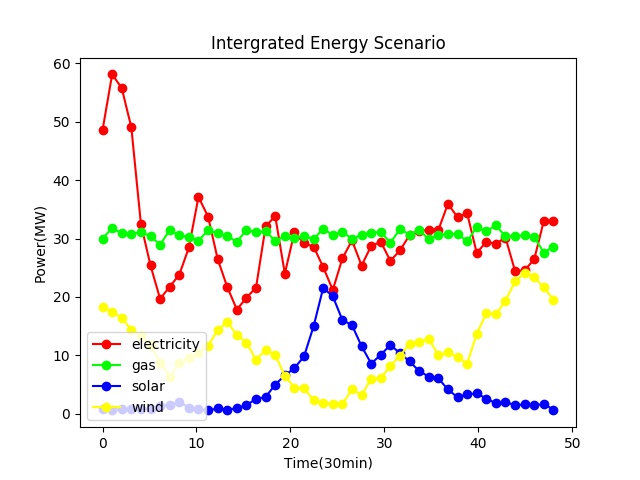 Intergrated Energy Scenario
Power(MW)
60
50
40
30
20
10
0
electricity
gas
solar
wind
0 10 20 30 40 50
Time(30min)